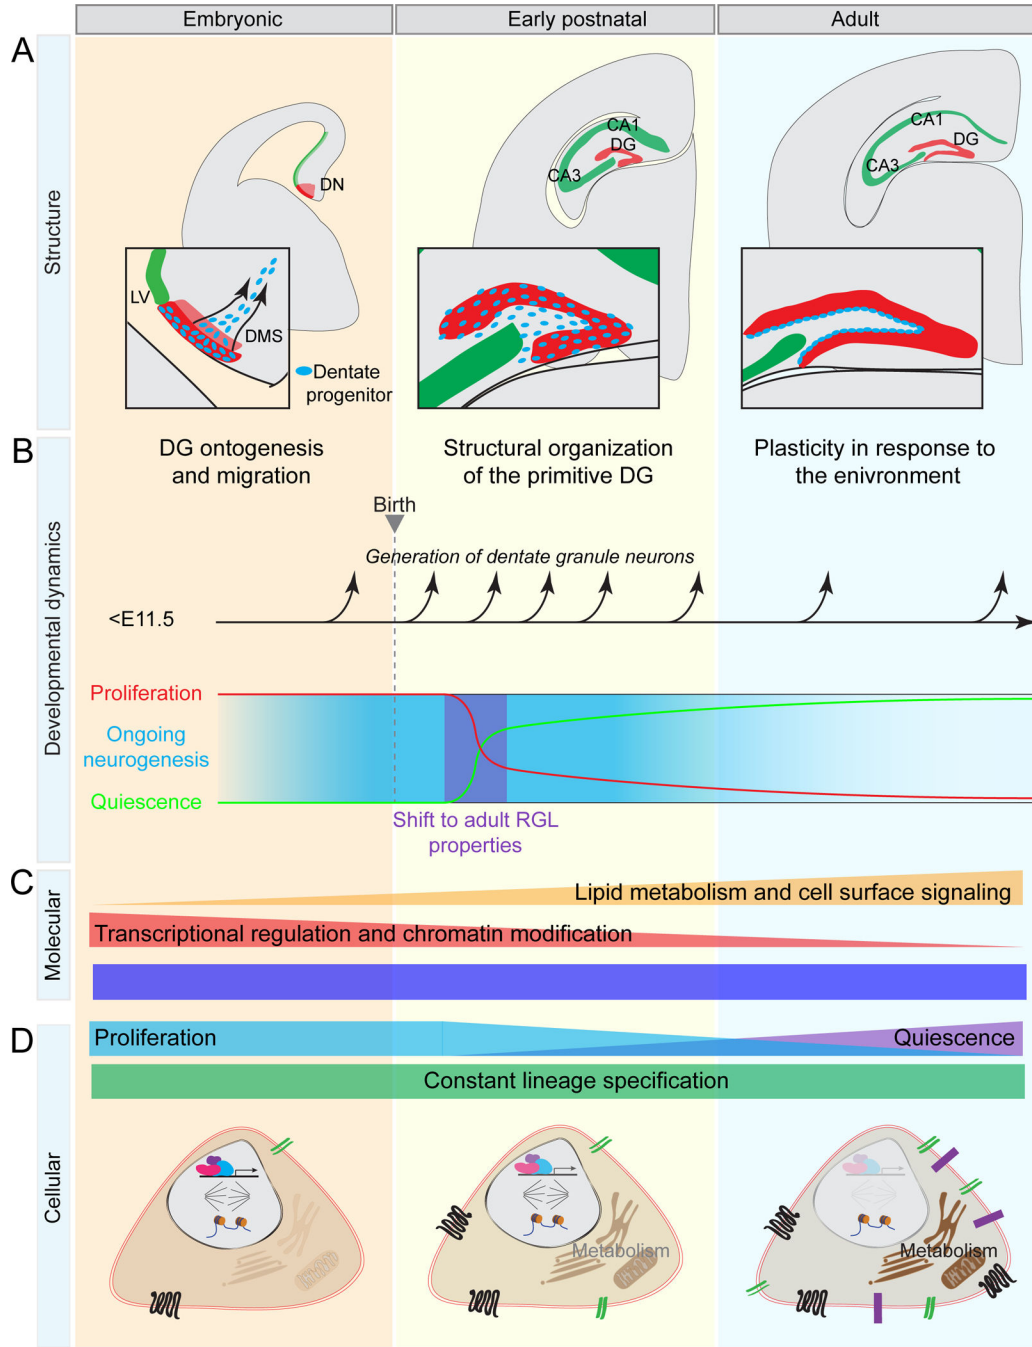 Embryonic
Early postnatal
Adult
A
Structure
DN
LV
DMS
Dentate
progenitor
CA1
DG
CA3
CA1
DG
CA3
B
Developmental dynamics
DG ontogenesis
and migration
Structural organization
of the primitive DG
Plasticity in response to
the enivronment
Birth
Generation of dentate granule neurons
<E11.5
Proliferation
Ongoing
neurogenesis
Quiescence
Shift to adult RGL
properties
C
Molecular
Lipid metabolism and cell surface signaling
Transcriptional regulation and chromatin modification
D
Cellular
Proliferation
Quiescence
Constant lineage specification
Metabolism
Metabolism